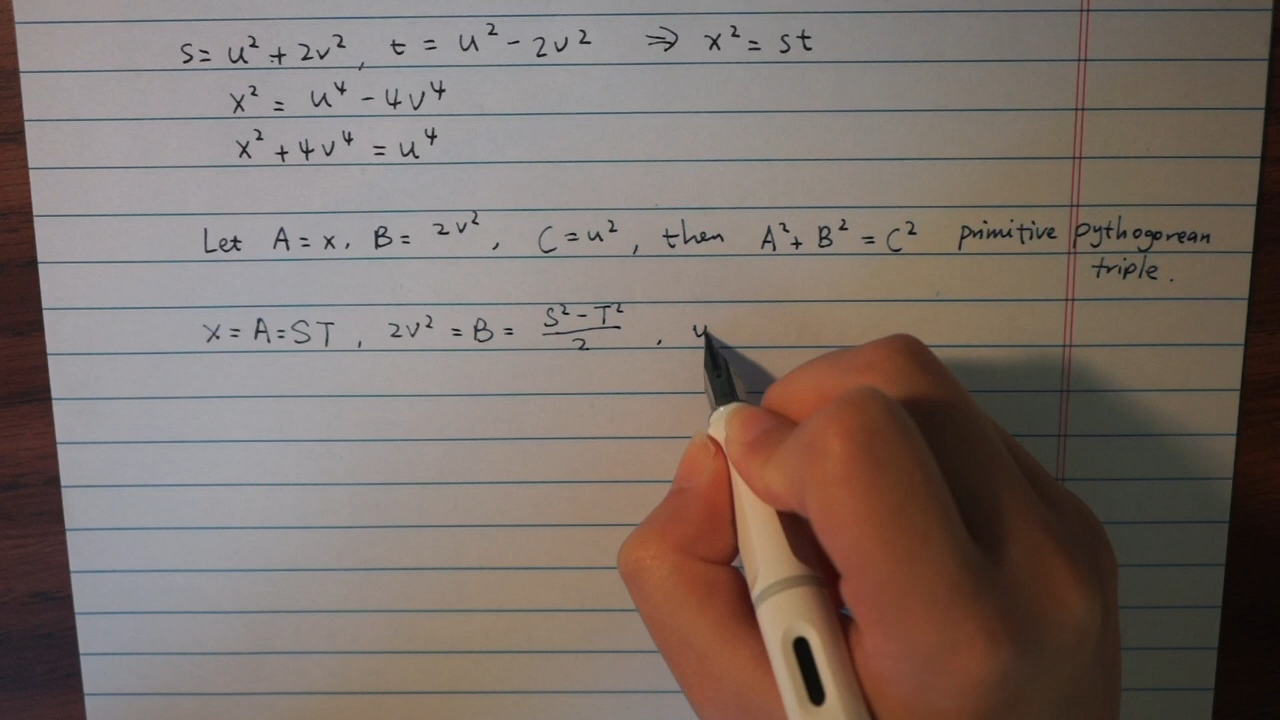 s = u² + 2v², t = u² - 2v² ⇒ x² = st
x² = u⁴ - 4v⁴
x² + 4v⁴ = u⁴
Let A = x, B = 2v², C = u², then A² + B² = C² primitive pythogorean
triple.
x = A = ST, 2v² = B = (S² - T²)/2, u